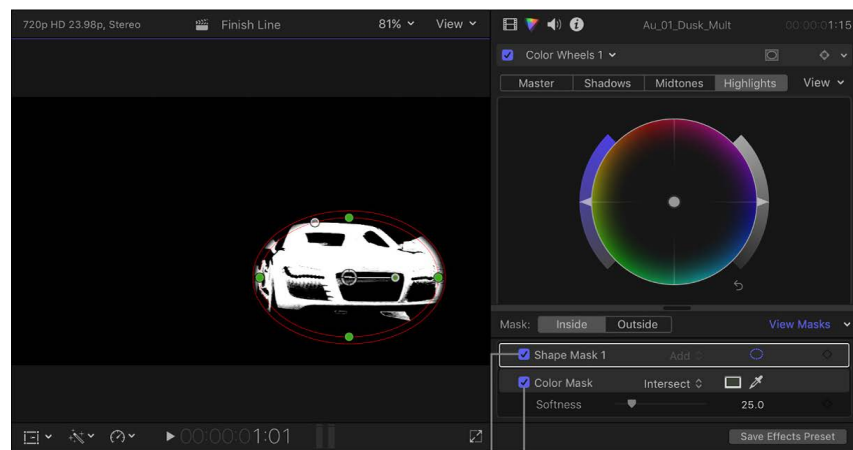 720p HD 23.98p, Stereo
Finish Line
81%
View
Au_01_Dusk_Mult
00:00:01:15
Color Wheels 1
Master
Shadows
Midtones
Highlights
View
Mask:
Inside
Outside
View Masks
Shape Mask 1
Add
Color Mask
Intersect
Softness
25.0
00:00:01:01
Save Effects Preset